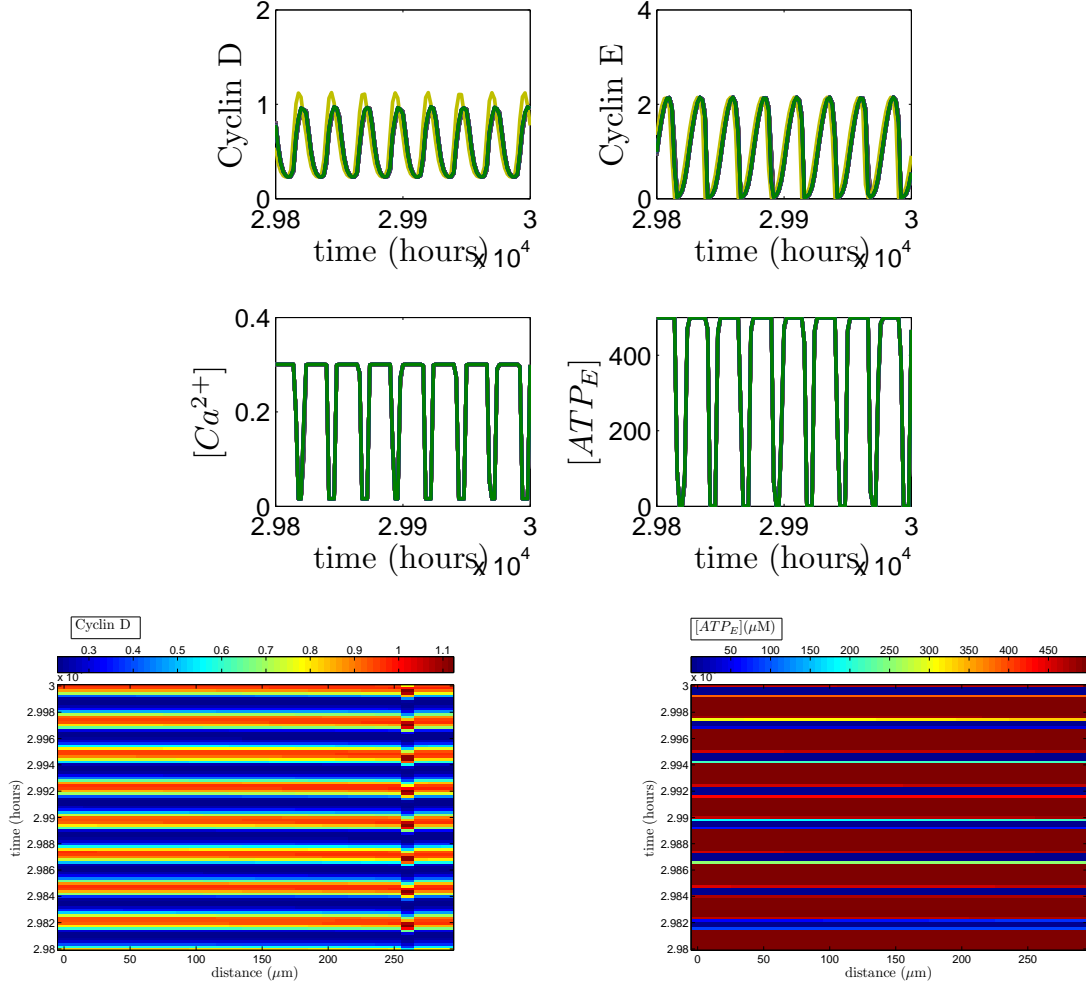 2
1
0
Cyclin D
2.98
2.99
3
time (hours)
x 10^4
4
2
0
Cyclin E
2.98
2.99
3
time (hours)
x 10^4
0.4
0.2
0
[Ca^{2+}]
2.98
2.99
3
time (hours)
x 10^4
400
200
0
[ATP_E]
2.98
2.99
3
time (hours)
x 10^4
Cyclin D
0.3 0.4 0.5 0.6 0.7 0.8 0.9 1 1.1
x 10
3
2.998
2.996
2.994
2.992
2.99
2.988
2.986
2.984
2.982
2.98
time (hours)
0 50 100 150 200 250
distance (μm)
[ATP_E](μM)
50 100 150 200 250 300 350 400 450
x 10
3
2.998
2.996
2.994
2.992
2.99
2.988
2.986
2.984
2.982
2.98
time (hours)
0 50 100 150 200 250
distance (μm)